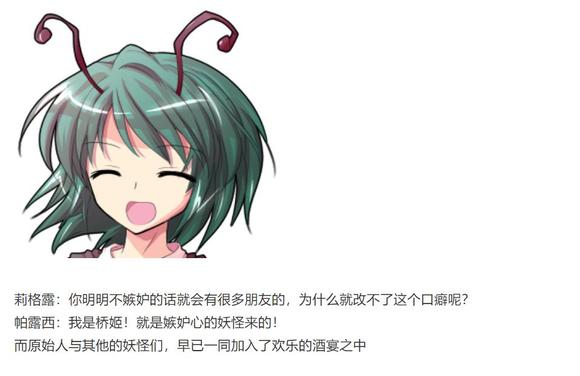 莉格露：你明明不嫉妒的话就会有很多朋友的，为什么就改不了这个口癖呢？
帕露西：我是桥姬！就是嫉妒心的妖怪来的！
而原始人与其他的妖怪们，早已一同加入了欢乐的酒宴之中